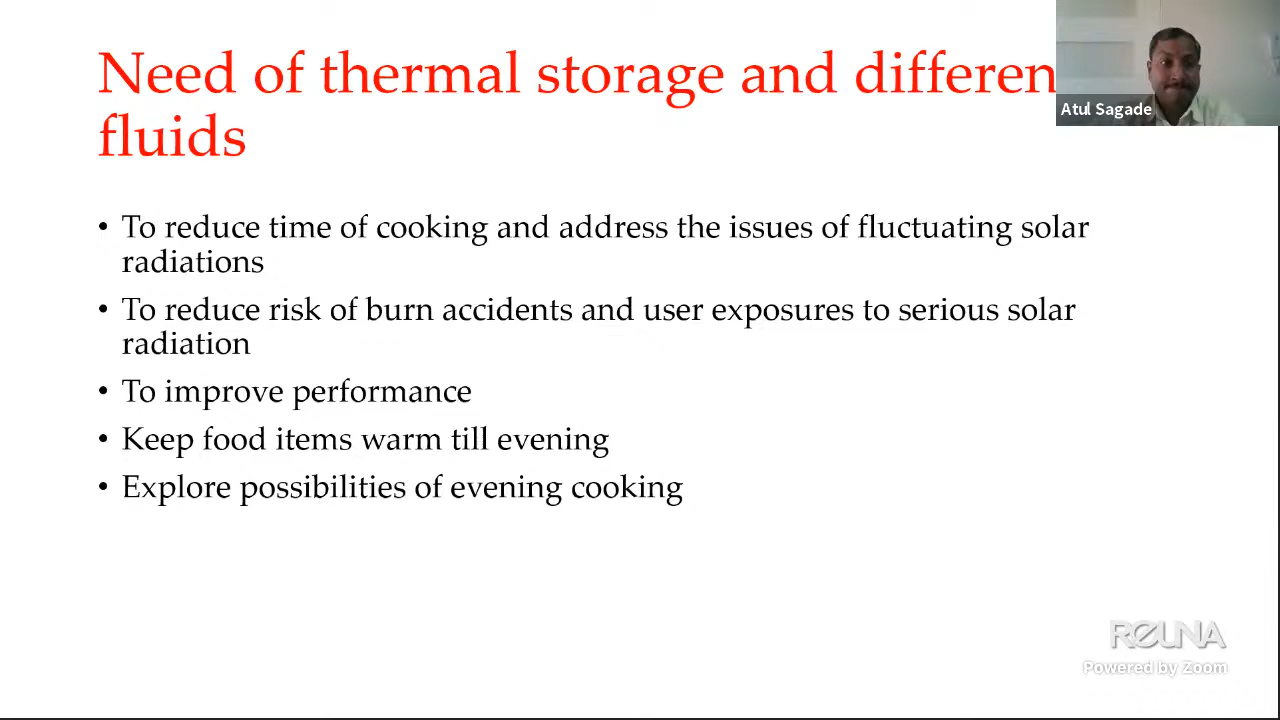 Need of thermal storage and differen
fluids
Atul Sagade
• To reduce time of cooking and address the issues of fluctuating solar
radiations
• To reduce risk of burn accidents and user exposures to serious solar
radiation
• To improve performance
• Keep food items warm till evening
• Explore possibilities of evening cooking
REUNA
Powered by Zoom